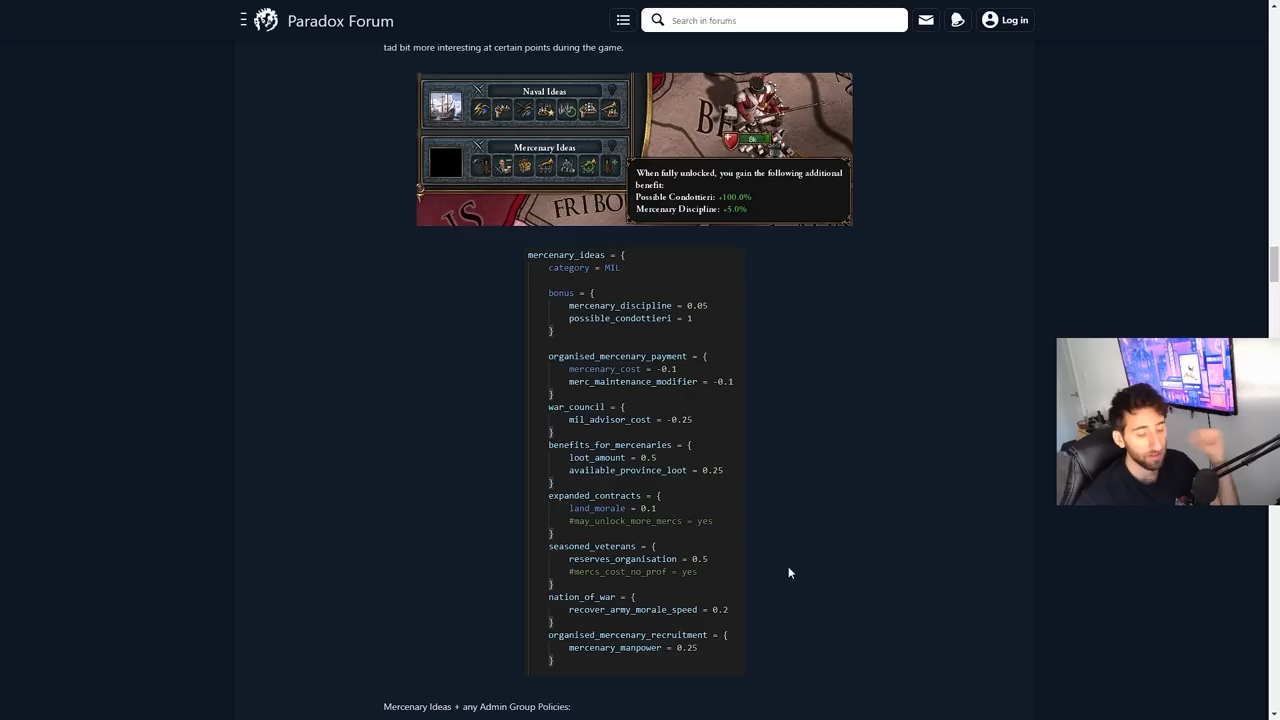 Paradox Forum
Search in forums
Log in
tad bit more interesting at certain points during the game.
Naval Ideas
Mercenary Ideas
8k
When fully unlocked, you gain the following additional
benefit:
Possible Condottieri: +100.0%
Mercenary Discipline: +5.0%
FRIBO
mercenary_ideas = {
category = MIL
bonus = {
mercenary_discipline = 0.05
possible_condottieri = 1
}
organised_mercenary_payment = {
mercenary_cost = -0.1
merc_maintenance_modifier = -0.1
}
war_council = {
mil_advisor_cost = -0.25
}
benefits_for_mercenaries = {
loot_amount = 0.5
available_province_loot = 0.25
}
expanded_contracts = {
land_morale = 0.1
#may_unlock_more_mercs = yes
}
seasoned_veterans = {
reserves_organisation = 0.5
#mercs_cost_no_prof = yes
}
nation_of_war = {
recover_army_morale_speed = 0.2
}
organised_mercenary_recruitment = {
mercenary_manpower = 0.25
}
Mercenary Ideas + any Admin Group Policies: